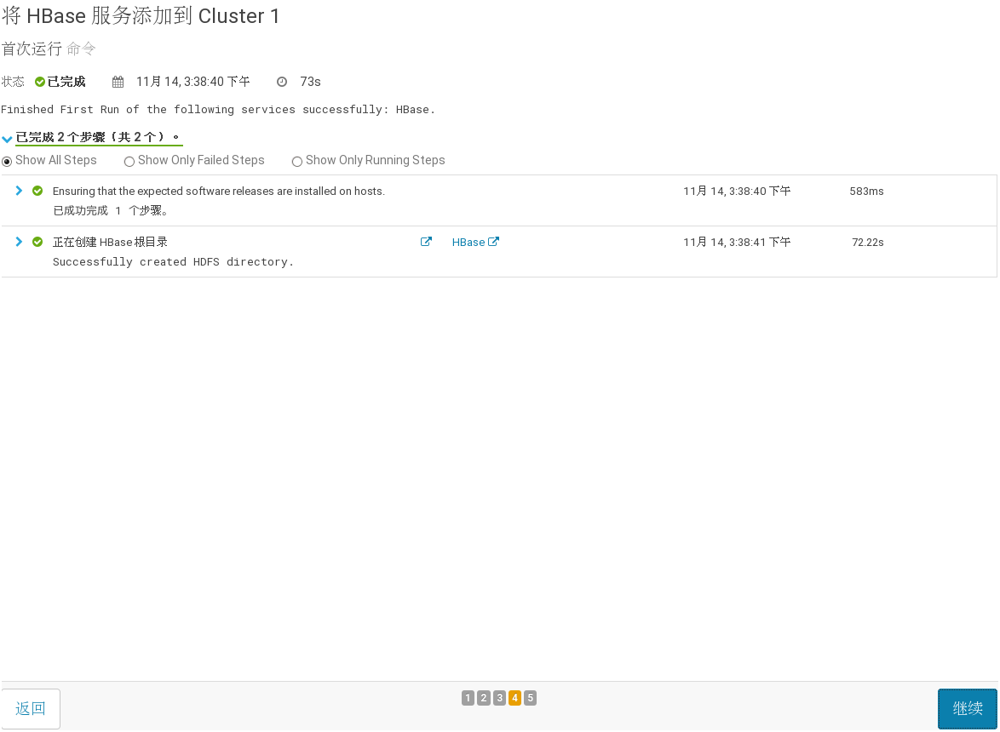 将 HBase 服务添加到 Cluster 1
首次运行 命令
状态 已完成 11月 14, 3:38:40 下午 73s
Finished First Run of the following services successfully: HBase.
已完成 2 个步骤（共 2 个）。
Show All Steps Show Only Failed Steps Show Only Running Steps
Ensuring that the expected software releases are installed on hosts. 11月 14, 3:38:40 下午 583ms
已成功完成 1 个步骤。
正在创建 HBase 根目录 HBase 11月 14, 3:38:41 下午 72.22s
Successfully created HDFS directory.
返回 1 2 3 4 5 继续